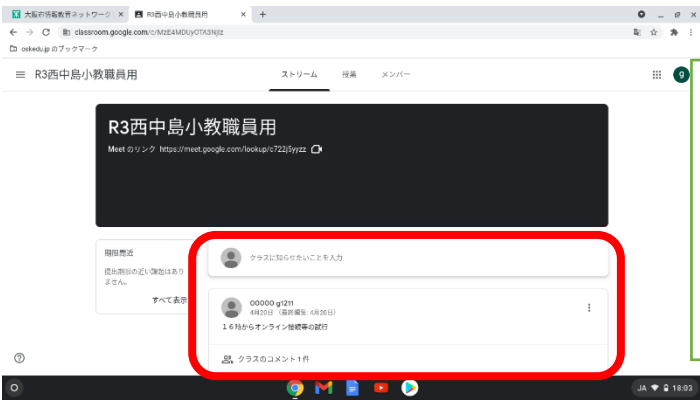 大阪市情報教育ネットワーク
R3西中島小教職員用
classroom.google.com/c/MzE4MDUyOTA3Njlz
oskedu.jp のブックマーク
R3西中島小教職員用
ストリーム 授業 メンバー
g
R3西中島小教職員用
Meet のリンク https://meet.google.com/lookup/c722j5yyzz
期限間近
提出期限の近い課題はあり
ません。
すべて表示
クラスに知らせたいことを入力
00000 g1211
4月20日 (最終編集: 4月20日)
16時からオンライン接続等の試行
クラスのコメント 1 件
JA 18:03